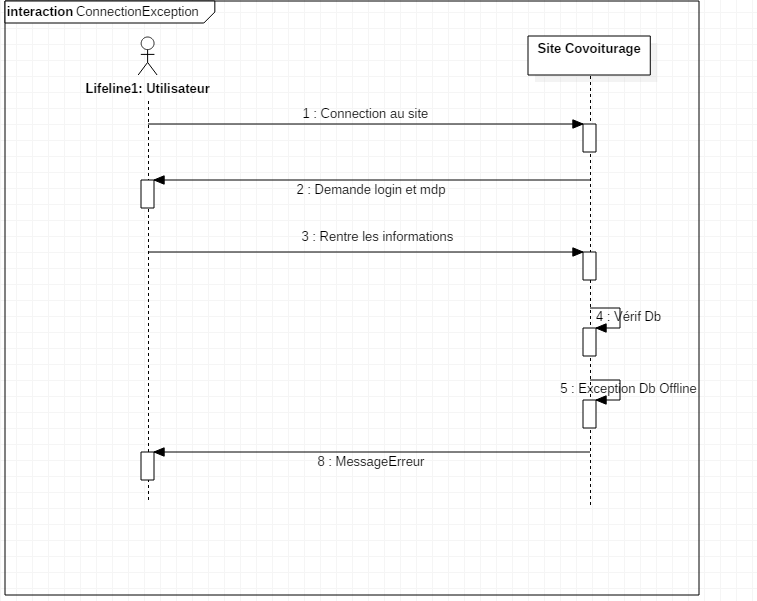 interaction ConnectionException
Site Covoiturage
Lifeline1: Utilisateur
1 : Connection au site
2 : Demande login et mdp
3 : Rentre les informations
4 : Vérif Db
5 : Exception Db Offline
8 : MessageErreur